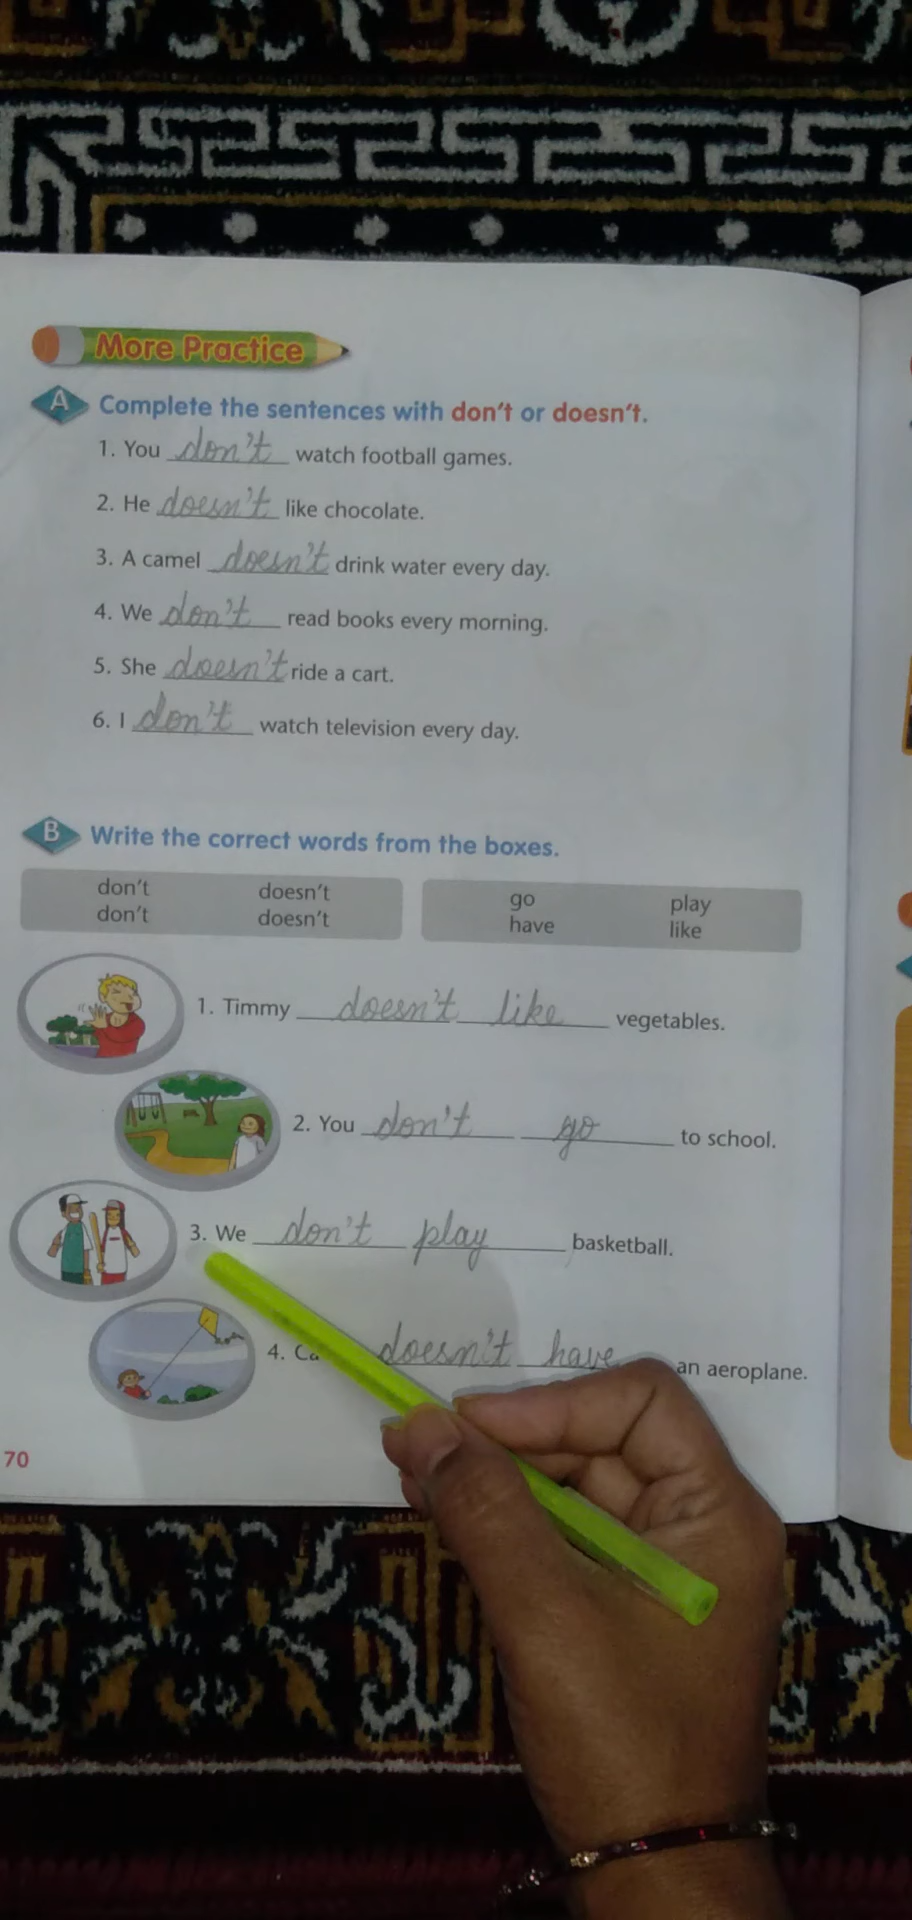 More Practice
A Complete the sentences with don't or doesn't.
1. You don't watch football games.
2. He doesn't like chocolate.
3. A camel doesn't drink water every day.
4. We don't read books every morning.
5. She doesn't ride a cart.
6. I don't watch television every day.
B Write the correct words from the boxes.
don't doesn't go play
don't doesn't have like
1. Timmy doesn't like vegetables.
2. You don't go to school.
3. We don't play basketball.
4. doesn't have an aeroplane.
70